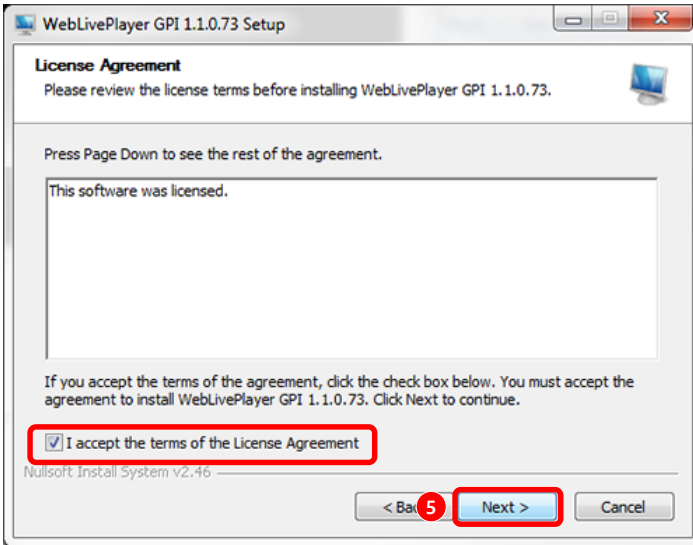 WebLivePlayer GPI 1.1.0.73 Setup
License Agreement
Please review the license terms before installing WebLivePlayer GPI 1.1.0.73.
Press Page Down to see the rest of the agreement.
This software was licensed.
If you accept the terms of the agreement, click the check box below. You must accept the
agreement to install WebLivePlayer GPI 1.1.0.73. Click Next to continue.
I accept the terms of the License Agreement
Nullsoft Install System v2.46
< Bac 5 Next > Cancel